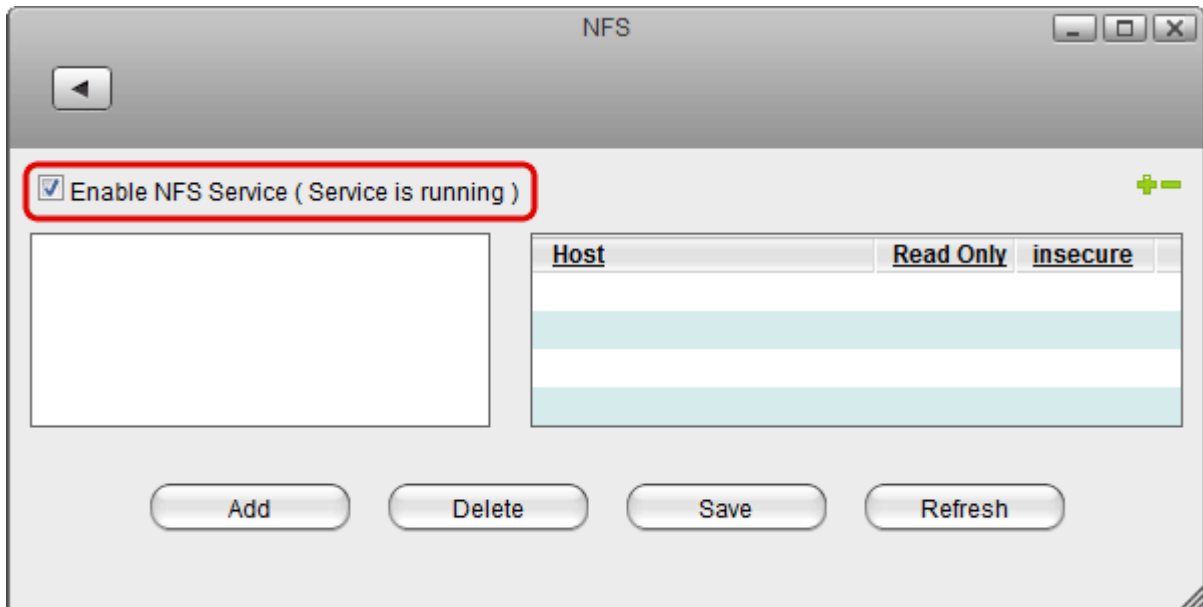 NFS
Enable NFS Service ( Service is running )
Host Read Only insecure
Add Delete Save Refresh